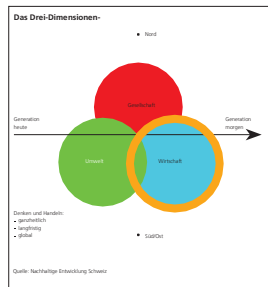 Das Drei-Dimensionen-
• Nord
Gesellschaft
Generation
heute
Generation
morgen
Umwelt
Wirtschaft
Denken und Handeln:
• ganzheitlich
• langfristig
• global
• Süd/Ost
Quelle: Nachhaltige Entwicklung Schweiz